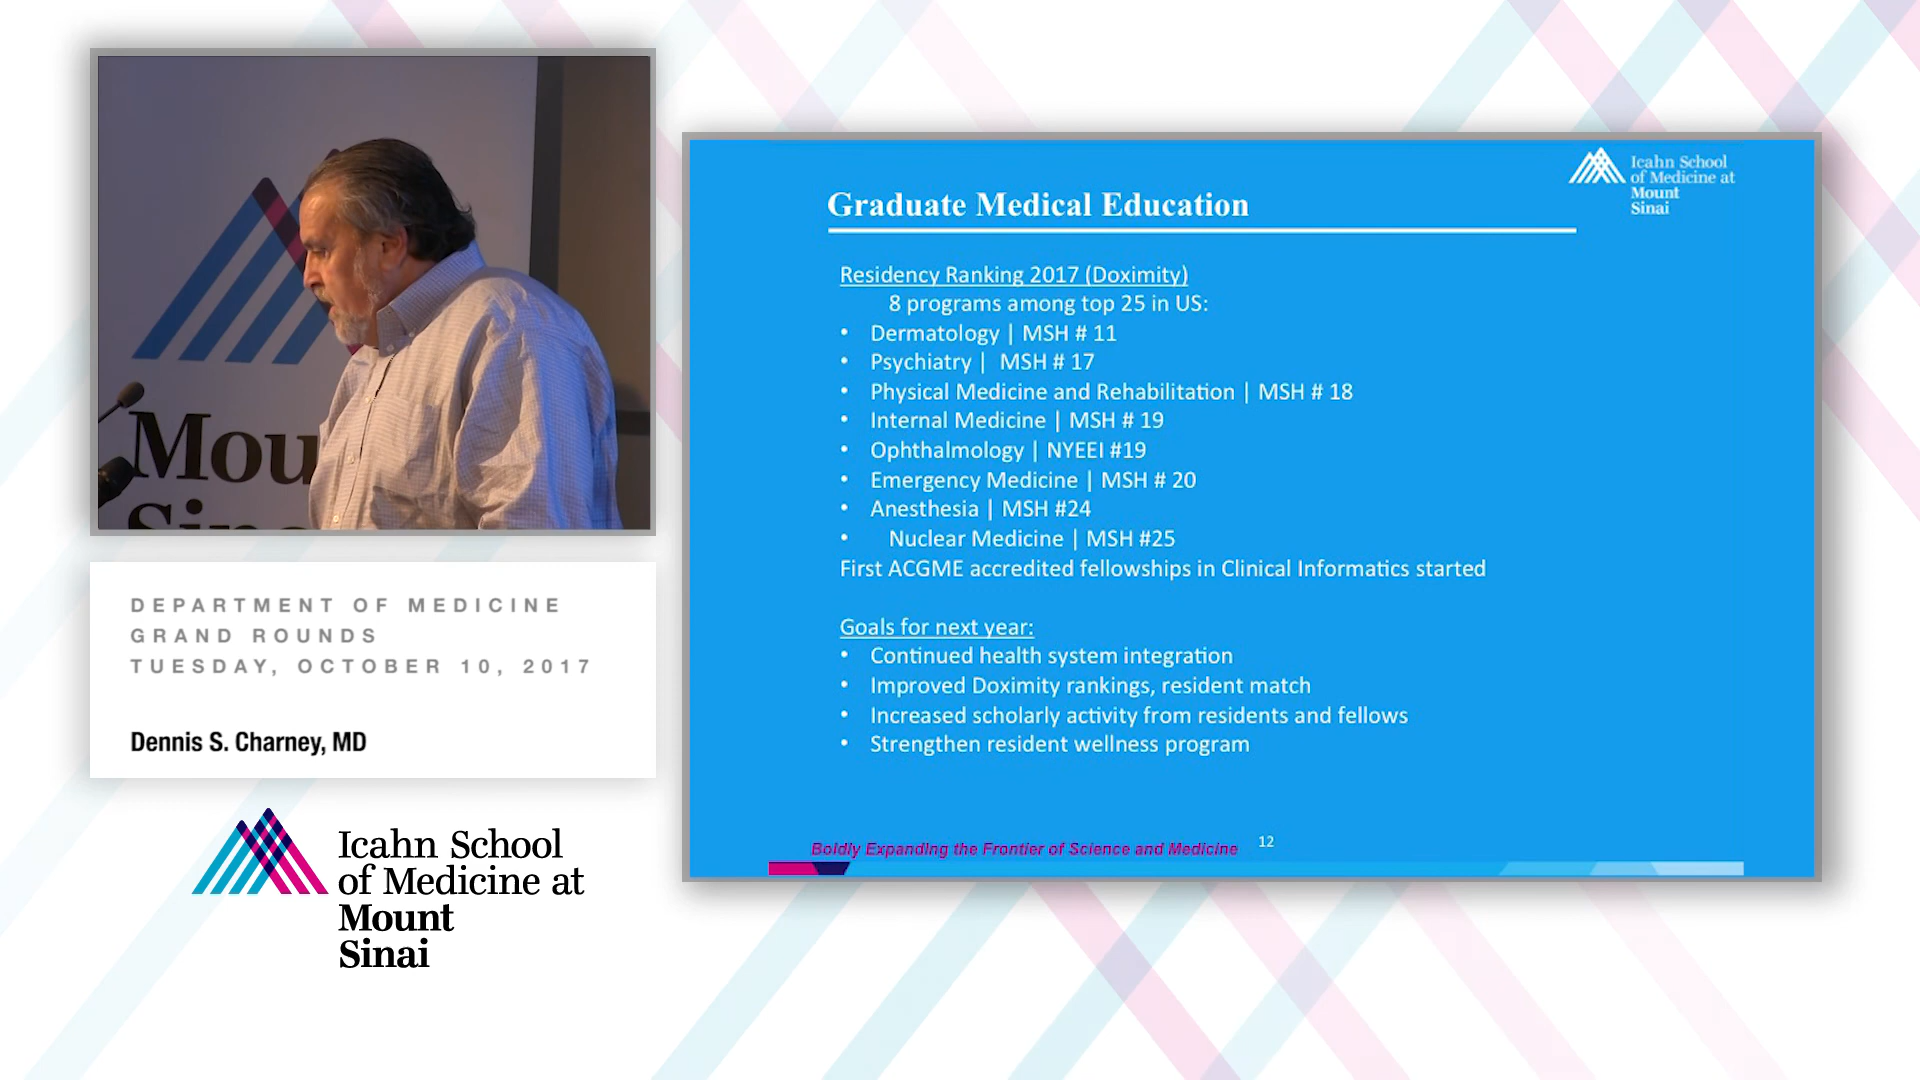 Mou
Sin
DEPARTMENT OF MEDICINE
GRAND ROUNDS
TUESDAY, OCTOBER 10, 2017
Dennis S. Charney, MD
Icahn School
of Medicine at
Mount
Sinai
Icahn School
of Medicine at
Mount
Sinai
Graduate Medical Education
Residency Ranking 2017 (Doximity)
8 programs among top 25 in US:
• Dermatology | MSH # 11
• Psychiatry | MSH # 17
• Physical Medicine and Rehabilitation | MSH # 18
• Internal Medicine | MSH # 19
• Ophthalmology | NYEEI #19
• Emergency Medicine | MSH # 20
• Anesthesia | MSH #24
• Nuclear Medicine | MSH #25
First ACGME accredited fellowships in Clinical Informatics started
Goals for next year:
• Continued health system integration
• Improved Doximity rankings, resident match
• Increased scholarly activity from residents and fellows
• Strengthen resident wellness program
Boldly Expanding the Frontier of Science and Medicine
12